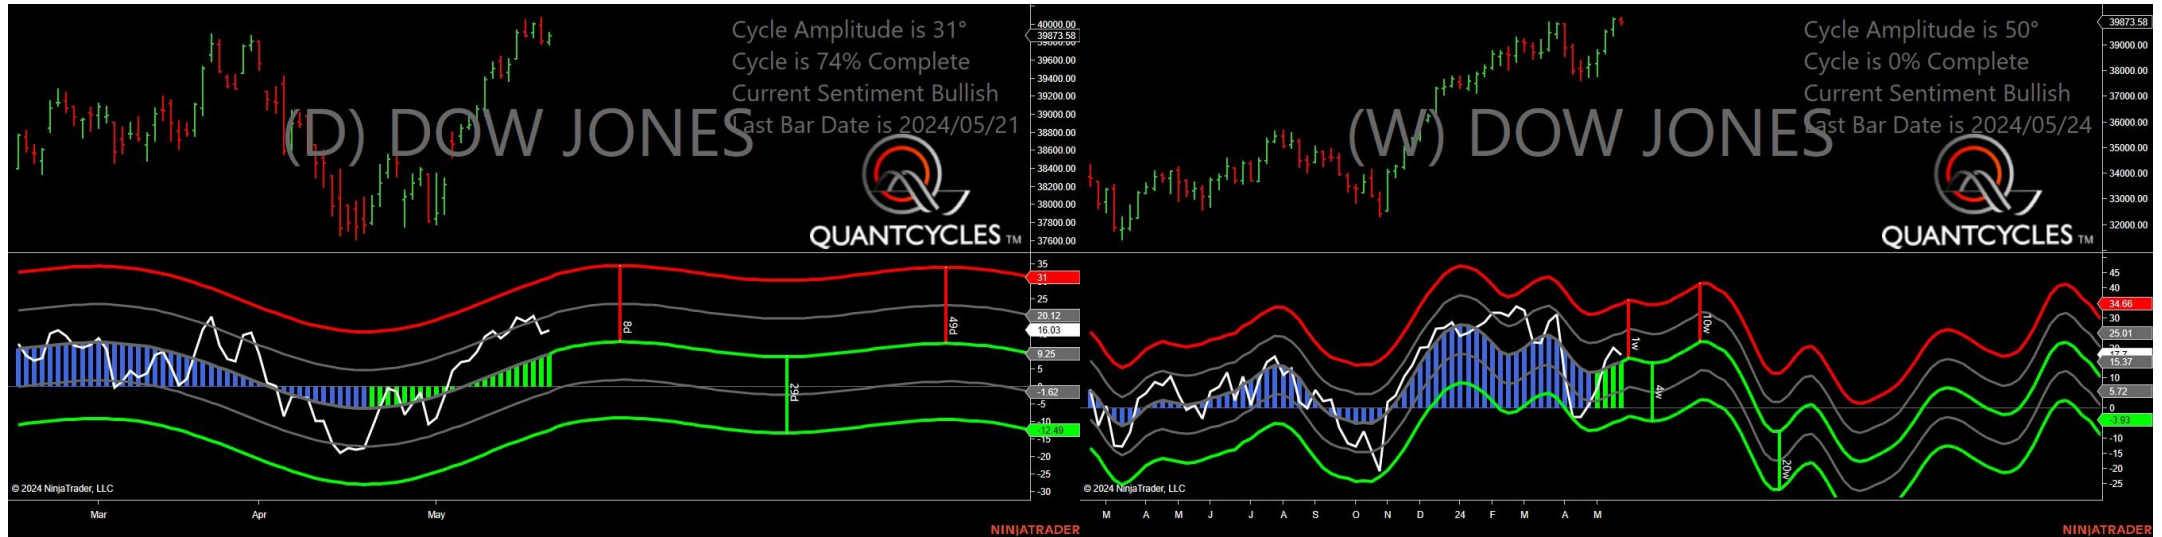 Cycle Amplitude is 31°
Cycle is 74% Complete
Current Sentiment Bullish
Last Bar Date is 2024/05/21
(D) DOW JONES
QUANTCYCLES TM
40000.00
39873.58
39600.00
39400.00
39200.00
39000.00
38800.00
38600.00
38400.00
38200.00
38000.00
37800.00
37600.00
35
31
25
20.12
16.03
9.25
5
-1.62
-5
-12.49
-15
-20
-25
-30
8d
29d
49d
© 2024 NinjaTrader, LLC
Mar
Apr
May
NINJATRADER
Cycle Amplitude is 50°
Cycle is 0% Complete
Current Sentiment Bullish
Last Bar Date is 2024/05/24
(W) DOW JONES
QUANTCYCLES TM
39873.58
39000.00
38000.00
37000.00
36000.00
35000.00
34000.00
33000.00
32000.00
45
40
34.66
30
25.01
15.37
10
5.72
0
-3.93
-10
-15
-20
-25
1w
4w
10w
20w
© 2024 NinjaTrader, LLC
M A M J J A S O N D 24 F M A M
NINJATRADER